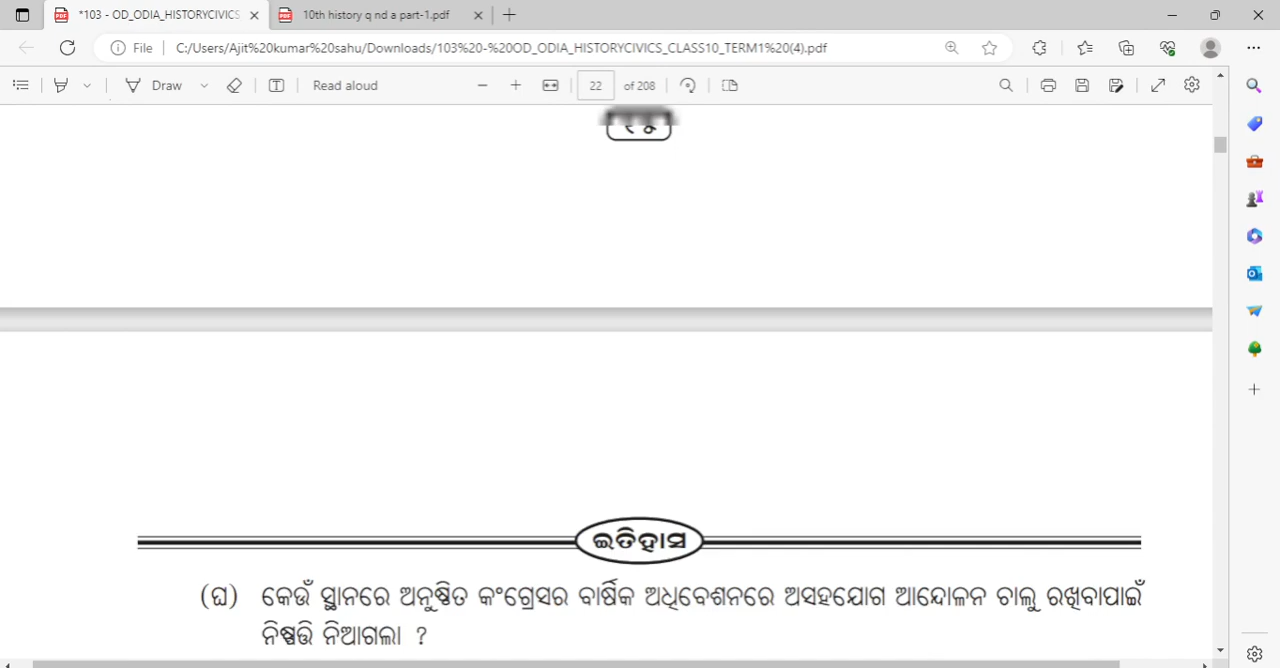 *103 - OD_ODIA_HISTORYCIVICS
10th history q nd a part-1.pdf
File
C:/Users/Ajit%20kumar%20sahu/Downloads/103%20-%20OD_ODIA_HISTORYCIVICS_CLASS10_TERM1%20(4).pdf
Draw
Read aloud
22
of 208
ଇତିହାସ
(ଘ) କେଉଁ ସ୍ଥାନରେ ଅନୁଷ୍ଠିତ କଂଗ୍ରେସର ବାର୍ଷିକ ଅଧିବେଶନରେ ଅସହଯୋଗ ଆନ୍ଦୋଳନ ଚାଲୁ ରଖିବାପାଇଁ
ନିଷ୍ପତ୍ତି ନିଆଗଲା ?